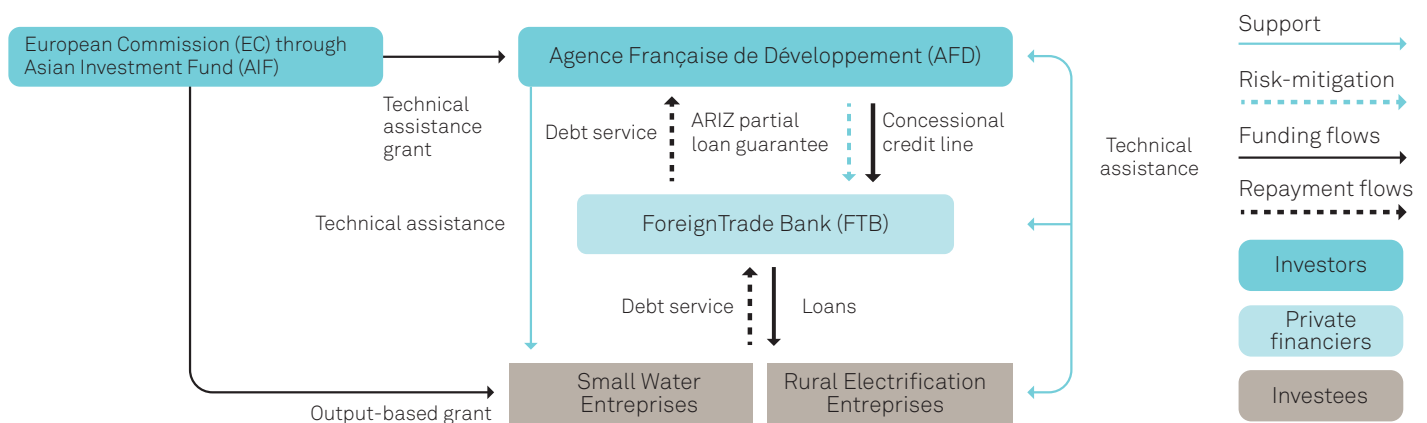 European Commission (EC) through
Asian Investment Fund (AIF)
Agence Française de Développement (AFD)
Technical
assistance
grant
Debt service
ARIZ partial
loan guarantee
Concessional
credit line
Technical
assistance
Technical assistance
ForeignTrade Bank (FTB)
Debt service
Loans
Small Water
Entreprises
Rural Electrification
Entreprises
Output-based grant
Support
Risk-mitigation
Funding flows
Repayment flows
Investors
Private
financiers
Investees